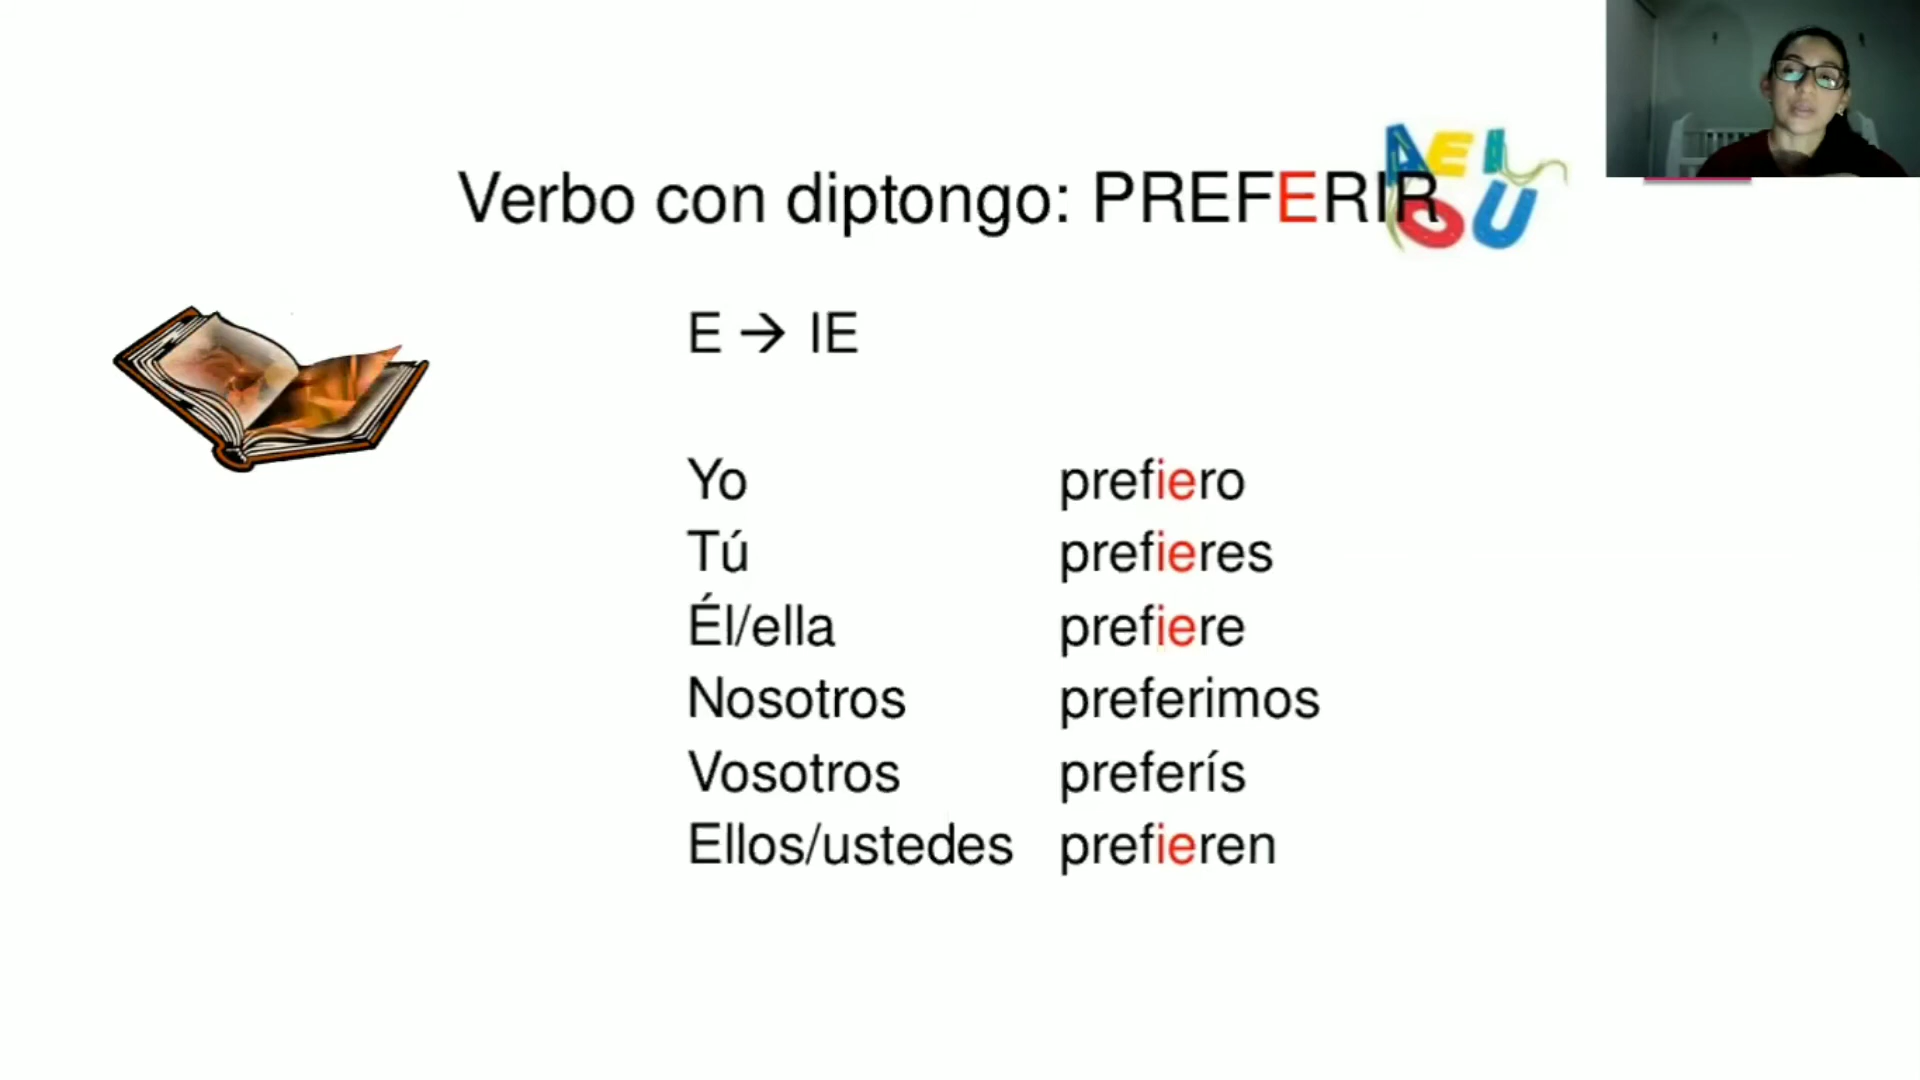 Verbo con diptongo: PREFERIR
A E I
O U
E → IE
Yo prefiero
Tú prefieres
Él/ella prefiere
Nosotros preferimos
Vosotros preferís
Ellos/ustedes prefieren